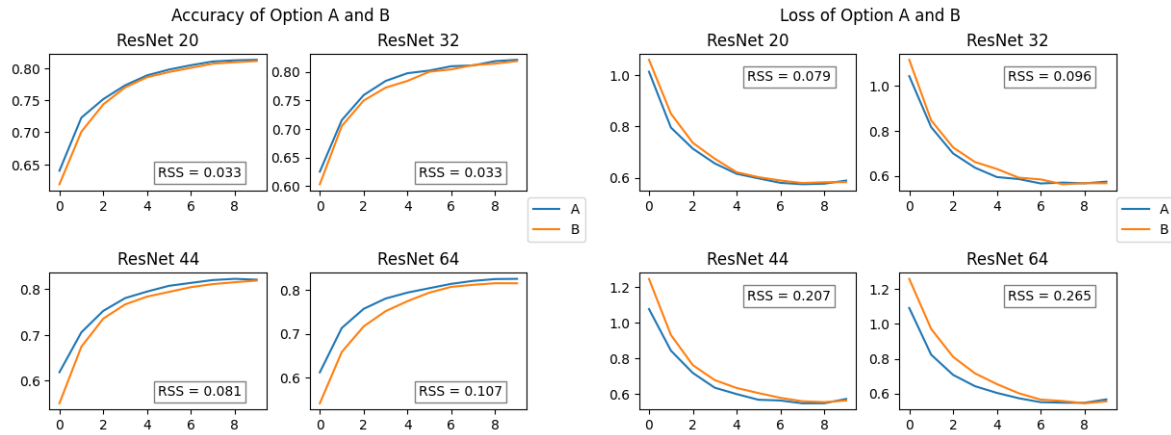 Accuracy of Option A and B
ResNet 20
ResNet 32
0.80
0.75
0.70
0.65
RSS = 0.033
0 2 4 6 8
0.80
0.75
0.70
0.65
0.60
RSS = 0.033
0 2 4 6 8
A
B
ResNet 44
ResNet 64
0.8
0.7
0.6
RSS = 0.081
0 2 4 6 8
0.8
0.7
0.6
RSS = 0.107
0 2 4 6 8
Loss of Option A and B
ResNet 20
ResNet 32
1.0
0.8
0.6
RSS = 0.079
0 2 4 6 8
1.0
0.8
0.6
RSS = 0.096
0 2 4 6 8
A
B
ResNet 44
ResNet 64
1.2
1.0
0.8
0.6
RSS = 0.207
0 2 4 6 8
1.2
1.0
0.8
0.6
RSS = 0.265
0 2 4 6 8